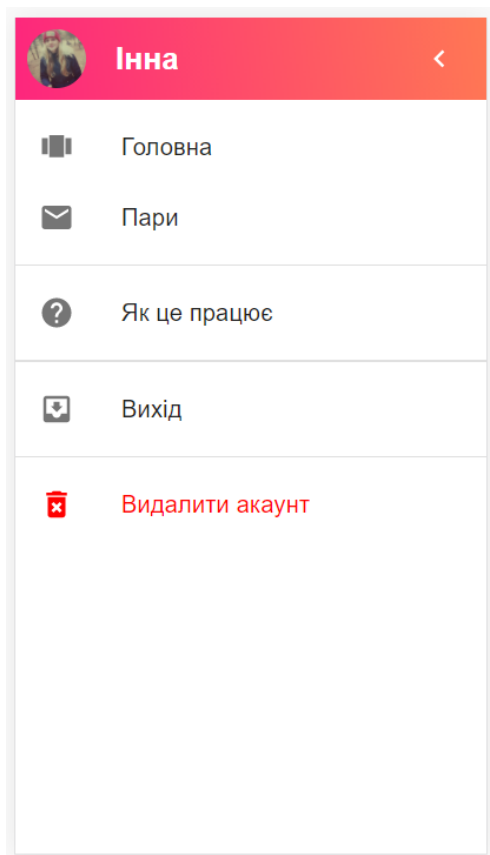 Інна
Головна
Пари
Як це працює
Вихід
Видалити акаунт